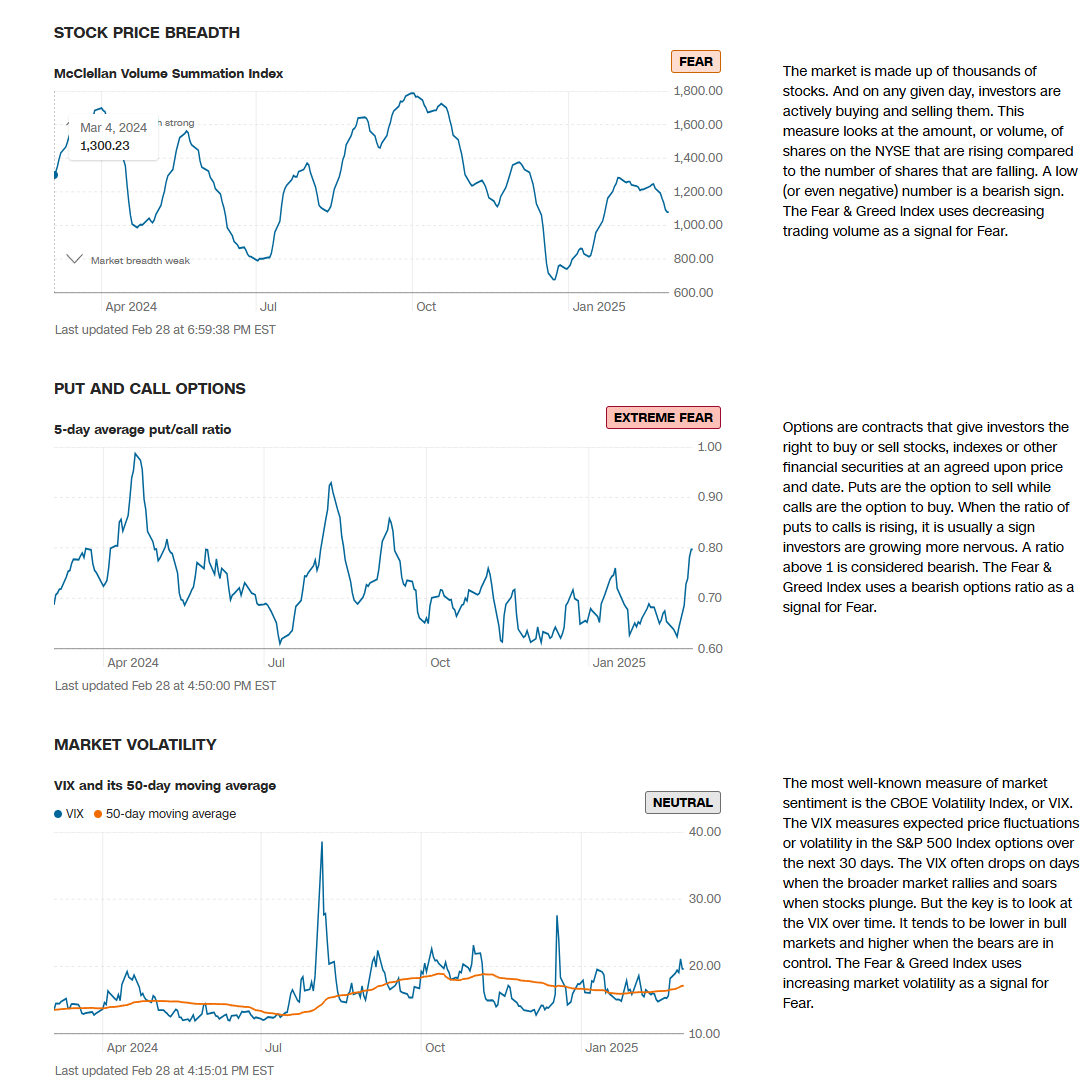 STOCK PRICE BREADTH
FEAR
McClellan Volume Summation Index
1,800.00
1,600.00
1,400.00
1,200.00
1,000.00
800.00
600.00
strong
Mar 4, 2024
1,300.23
Market breadth weak
Apr 2024
Jul
Oct
Jan 2025
Last updated Feb 28 at 6:59:38 PM EST
The market is made up of thousands of
stocks. And on any given day, investors are
actively buying and selling them. This
measure looks at the amount, or volume, of
shares on the NYSE that are rising compared
to the number of shares that are falling. A low
(or even negative) number is a bearish sign.
The Fear & Greed Index uses decreasing
trading volume as a signal for Fear.
PUT AND CALL OPTIONS
EXTREME FEAR
5-day average put/call ratio
1.00
0.90
0.80
0.70
0.60
Apr 2024
Jul
Oct
Jan 2025
Last updated Feb 28 at 4:50:00 PM EST
Options are contracts that give investors the
right to buy or sell stocks, indexes or other
financial securities at an agreed upon price
and date. Puts are the option to sell while
calls are the option to buy. When the ratio of
puts to calls is rising, it is usually a sign
investors are growing more nervous. A ratio
above 1 is considered bearish. The Fear &
Greed Index uses a bearish options ratio as a
signal for Fear.
MARKET VOLATILITY
VIX and its 50-day moving average
NEUTRAL
VIX
50-day moving average
40.00
30.00
20.00
10.00
Apr 2024
Jul
Oct
Jan 2025
Last updated Feb 28 at 4:15:01 PM EST
The most well-known measure of market
sentiment is the CBOE Volatility Index, or VIX.
The VIX measures expected price fluctuations
or volatility in the S&P 500 Index options over
the next 30 days. The VIX often drops on days
when the broader market rallies and soars
when stocks plunge. But the key is to look at
the VIX over time. It tends to be lower in bull
markets and higher when the bears are in
control. The Fear & Greed Index uses
increasing market volatility as a signal for
Fear.